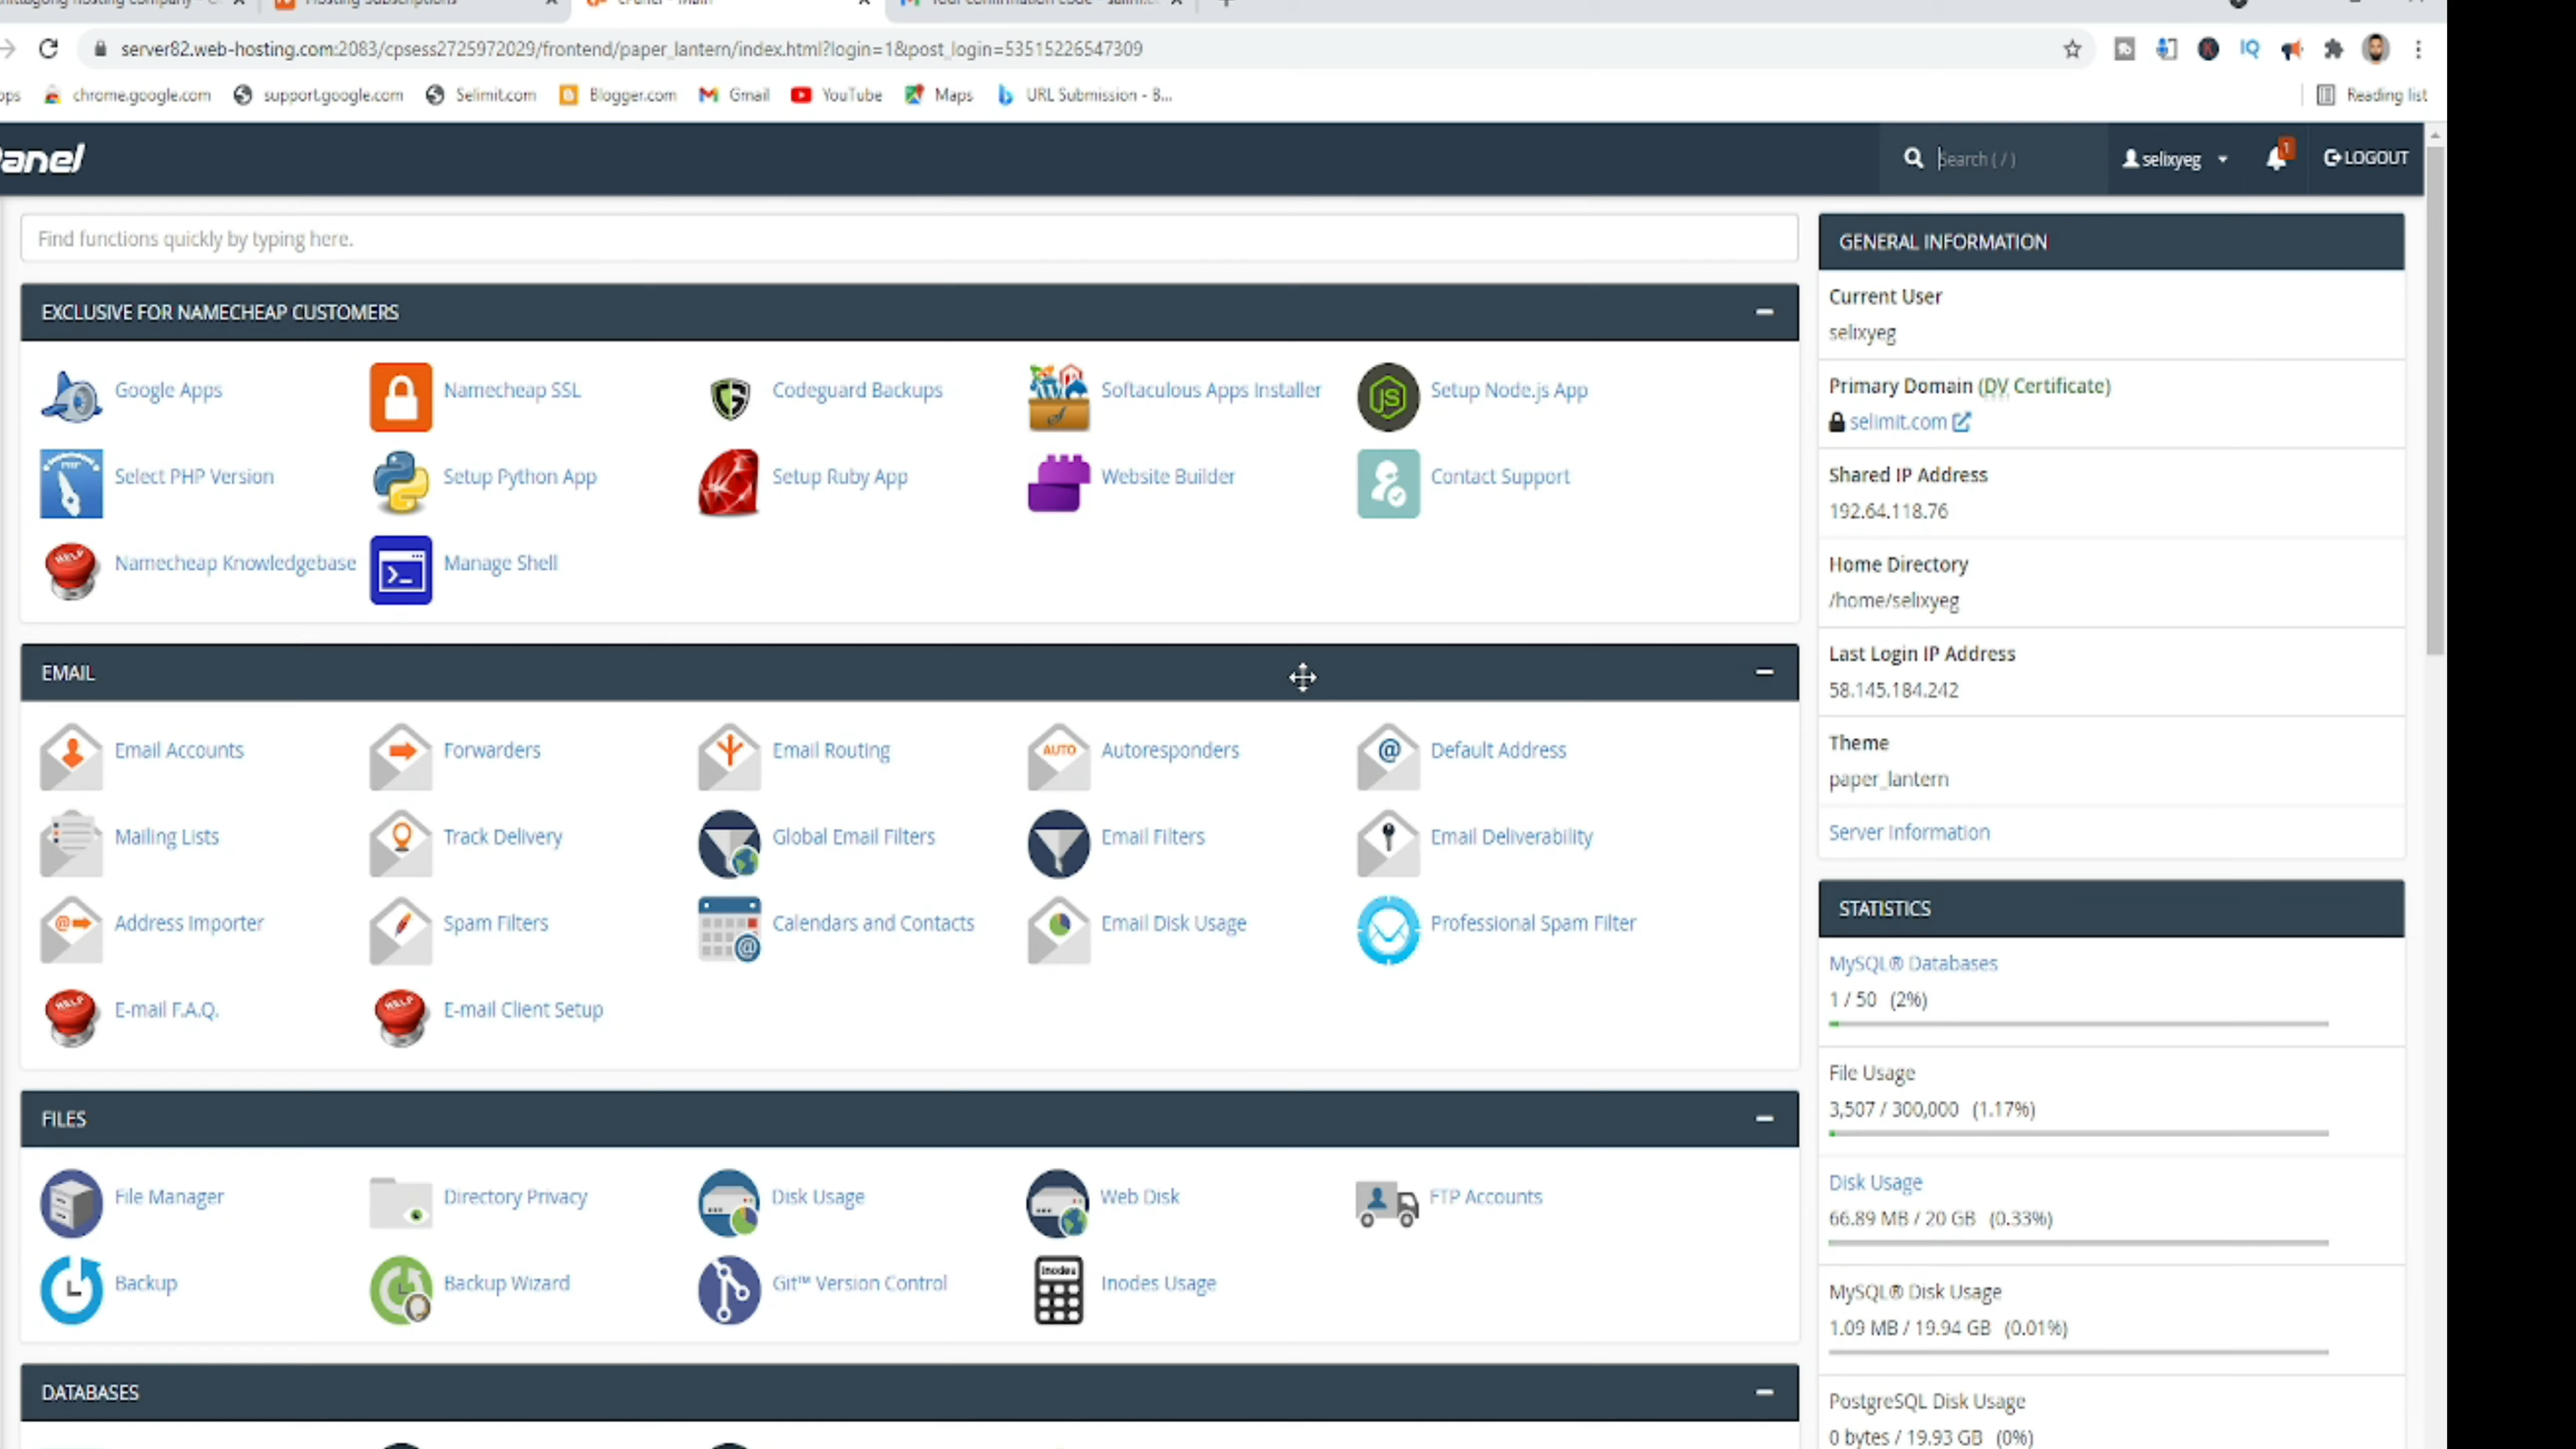 Hosting Subscriptions
cPanel - Main
server82.web-hosting.com:2083/cpsess2725972029/frontend/paper_lantern/index.html?login=1&post_login=53515226547309
chrome.google.com support.google.com Selimit.com Blogger.com Gmail YouTube Maps URL Submission - B...
Reading list
Panel
Search ( / )
selixyeg
1
LOGOUT
Find functions quickly by typing here.
EXCLUSIVE FOR NAMECHEAP CUSTOMERS
Google Apps Namecheap SSL Codeguard Backups Softaculous Apps Installer Setup Node.js App
Select PHP Version Setup Python App Setup Ruby App Website Builder Contact Support
Namecheap Knowledgebase Manage Shell
EMAIL
Email Accounts Forwarders Email Routing Autoresponders Default Address
Mailing Lists Track Delivery Global Email Filters Email Filters Email Deliverability
Address Importer Spam Filters Calendars and Contacts Email Disk Usage Professional Spam Filter
E-mail F.A.Q. E-mail Client Setup
FILES
File Manager Directory Privacy Disk Usage Web Disk FTP Accounts
Backup Backup Wizard Git™ Version Control Inodes Usage
DATABASES
GENERAL INFORMATION
Current User
selixyeg
Primary Domain (DV Certificate)
selimit.com
Shared IP Address
192.64.118.76
Home Directory
/home/selixyeg
Last Login IP Address
58.145.184.242
Theme
paper_lantern
Server Information
STATISTICS
MySQL® Databases
1 / 50 (2%)
File Usage
3,507 / 300,000 (1.17%)
Disk Usage
66.89 MB / 20 GB (0.33%)
MySQL® Disk Usage
1.09 MB / 19.94 GB (0.01%)
PostgreSQL Disk Usage
0 bytes / 19.93 GB (0%)